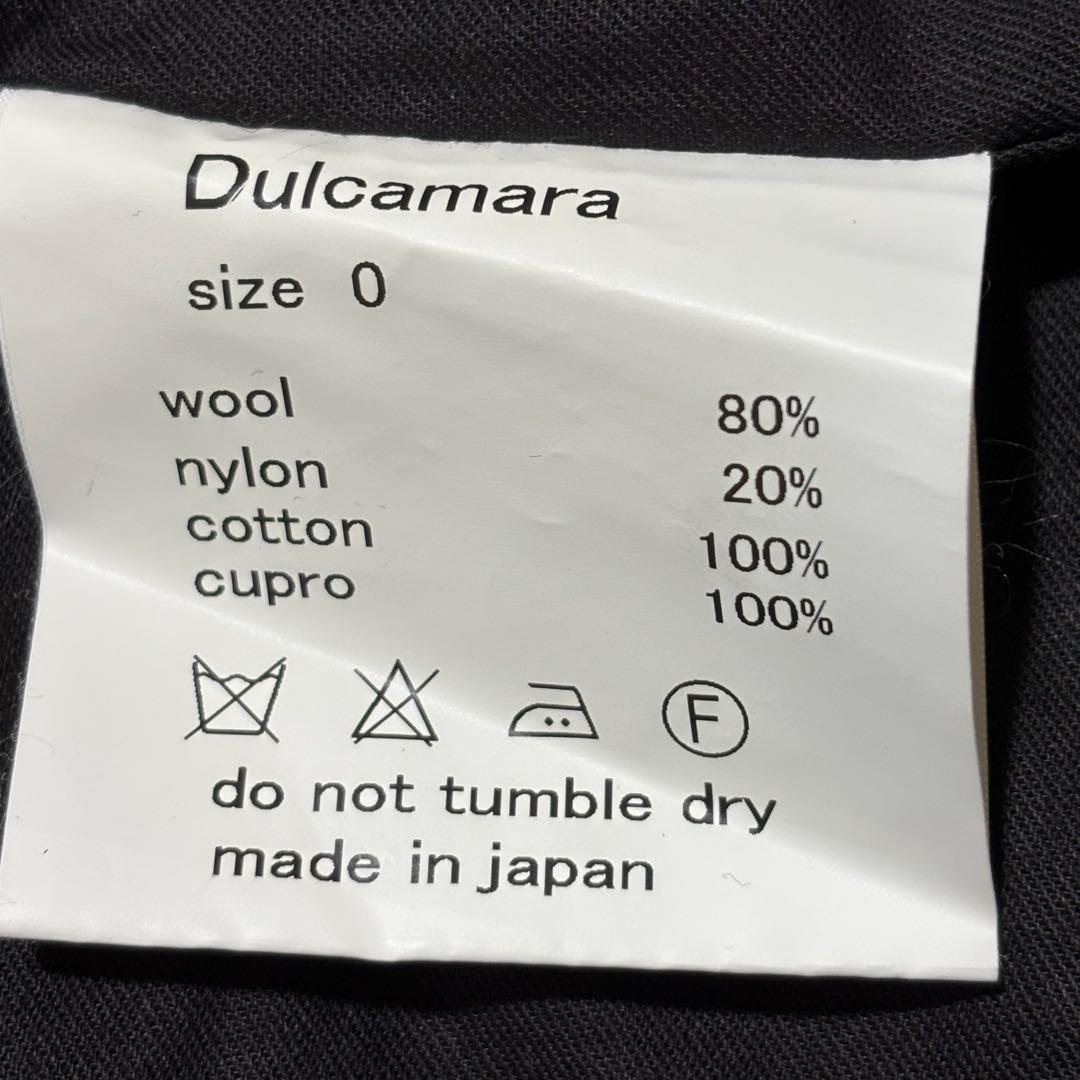 Dulcamara
size 0
wool 80%
nylon 20%
cotton 100%
cupro 100%
F
do not tumble dry
made in japan